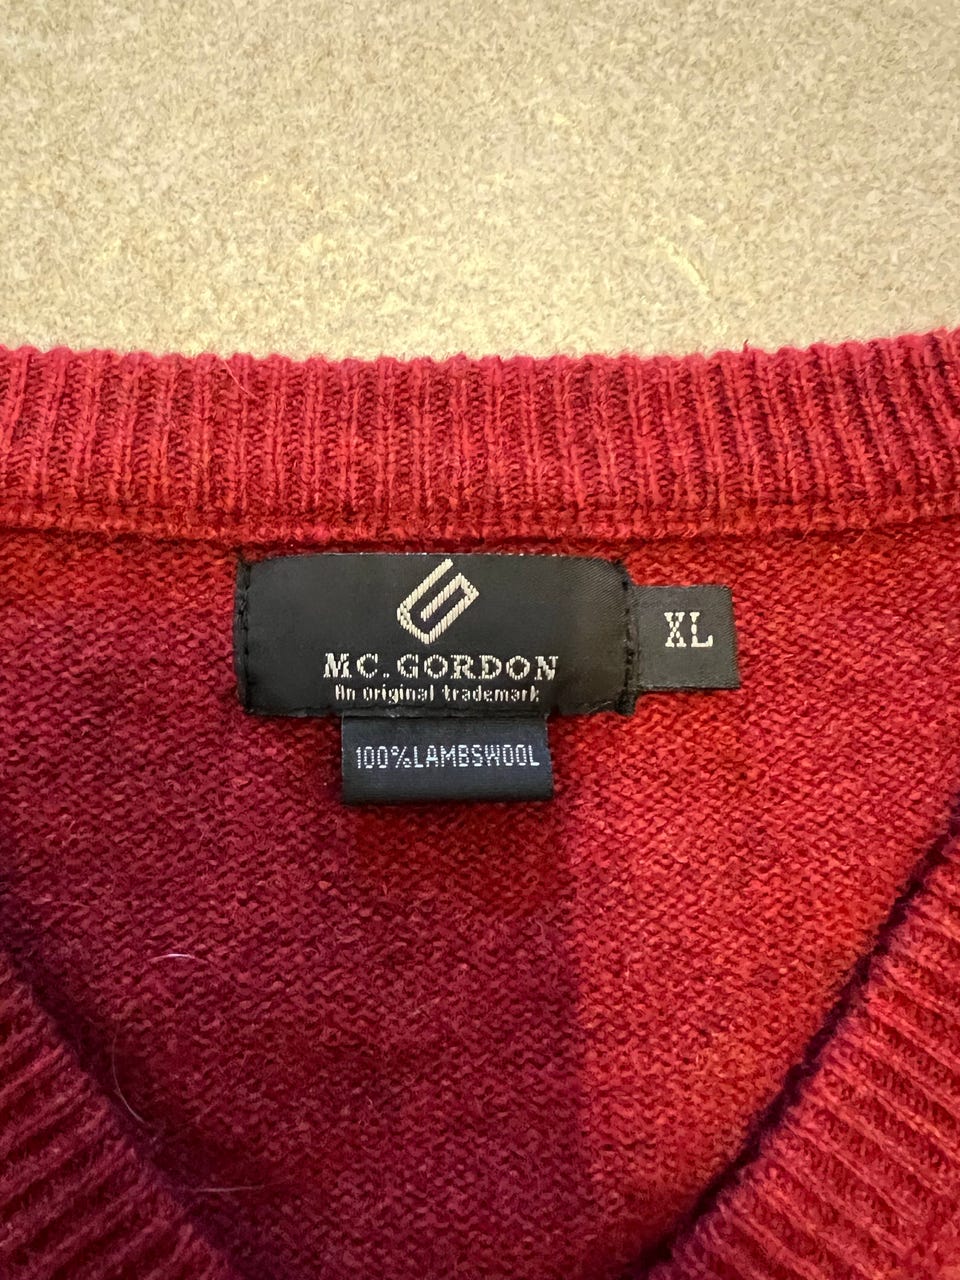 MC.GORDON
An original trademark
XL
100%LAMBSWOOL